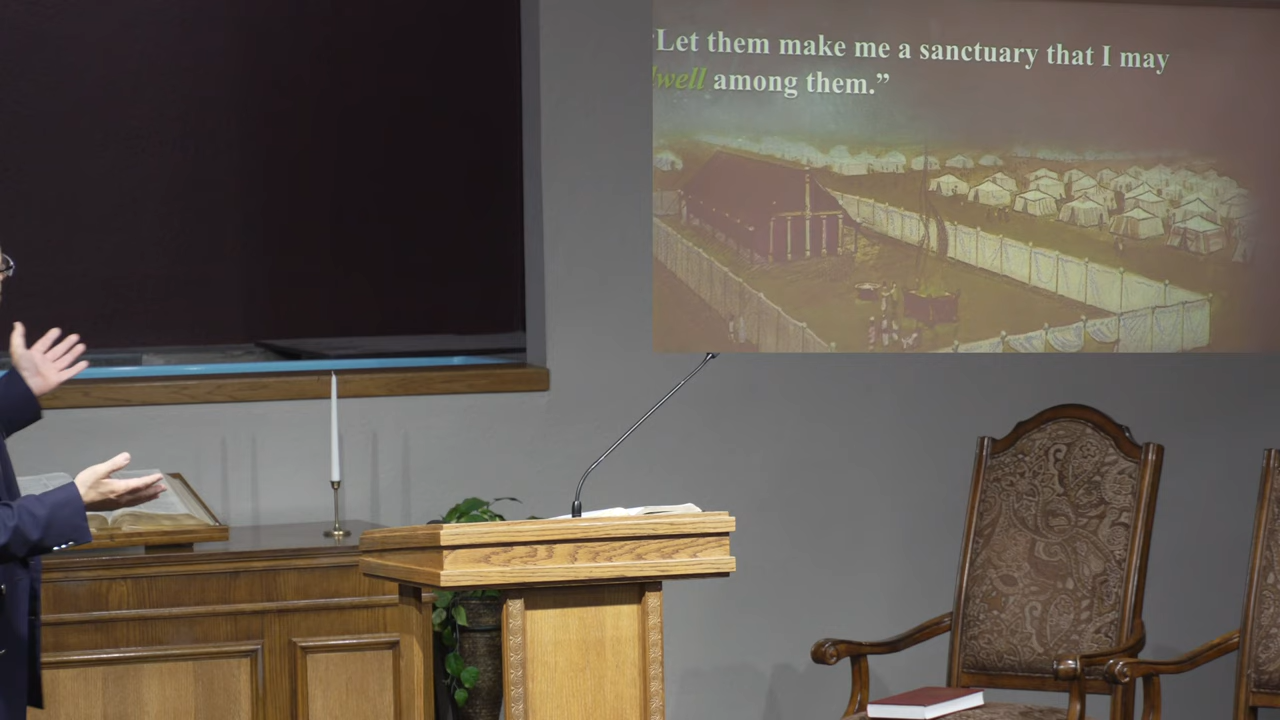 “Let them make me a sanctuary that I may
dwell among them.”